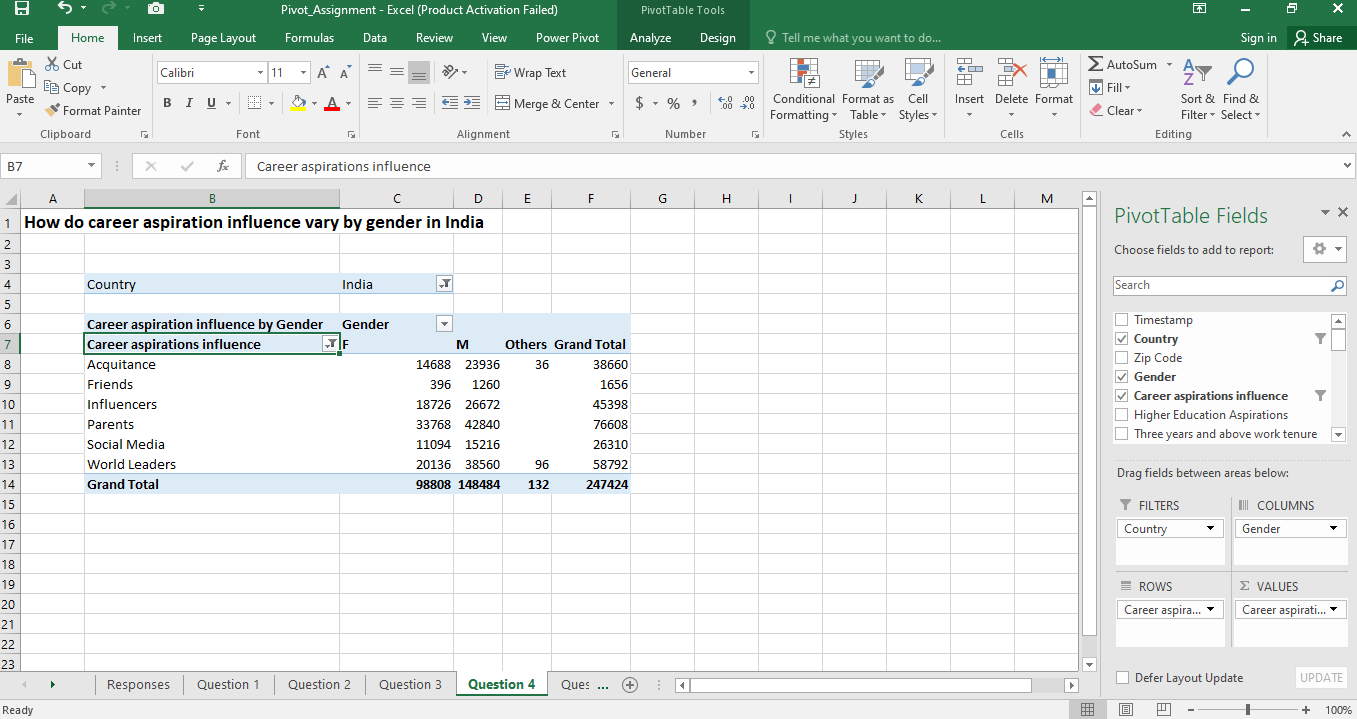 Pivot_Assignment - Excel (Product Activation Failed) PivotTable Tools
File Home Insert Page Layout Formulas Data Review View Power Pivot Analyze Design Tell me what you want to do... Sign in Share
Paste
Cut
Copy
Format Painter
Clipboard
Calibri 11 A A
B I U A
Font
Wrap Text
Merge & Center
Alignment
General
$ % , .0 .00 .00 .0
Number
Conditional Formatting
Format as Table
Cell Styles
Styles
Insert Delete Format
Cells
AutoSum
Fill
Clear
Sort & Filter
Find & Select
Editing
B7 fx Career aspirations influence
A B C D E F G H I J K L M
1 How do career aspiration influence vary by gender in India
2
3
4 Country India
5
6 Career aspiration influence by Gender Gender
7 Career aspirations influence F M Others Grand Total
8 Acquitance 14688 23936 36 38660
9 Friends 396 1260 1656
10 Influencers 18726 26672 45398
11 Parents 33768 42840 76608
12 Social Media 11094 15216 26310
13 World Leaders 20136 38560 96 58792
14 Grand Total 98808 148484 132 247424
15
16
17
18
19
20
21
22
23
PivotTable Fields
Choose fields to add to report:
Search
Timestamp
Country
Zip Code
Gender
Career aspirations influence
Higher Education Aspirations
Three years and above work tenure
Drag fields between areas below:
FILTERS COLUMNS
Country Gender
ROWS Σ VALUES
Career aspira... Career aspirati...
Defer Layout Update UPDATE
Responses Question 1 Question 2 Question 3 Question 4 Ques ...
Ready 100%